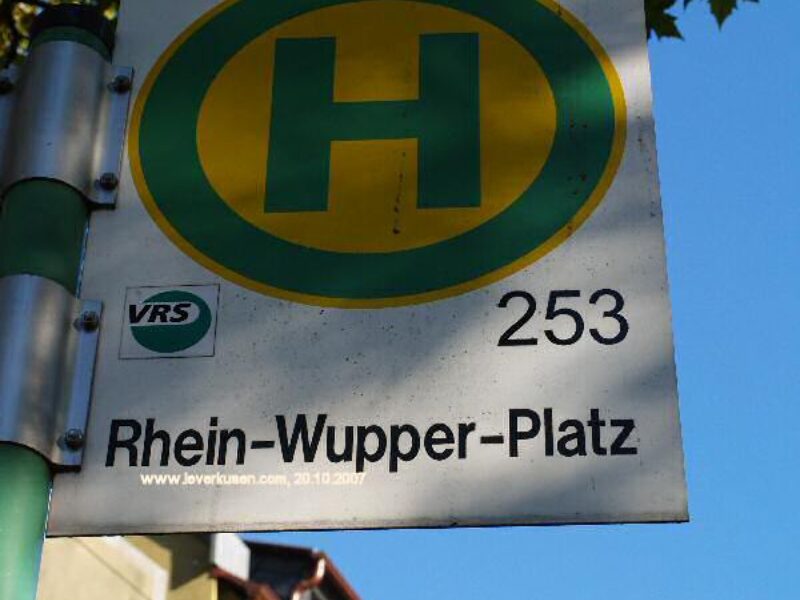 H
VRS
253
Rhein-Wupper-Platz
www.leverkusen.com, 20.10.2007